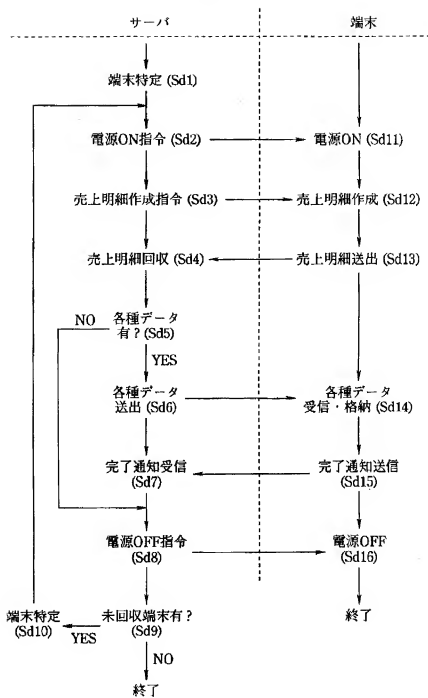 サーバ 端末
端末特定 (Sd1)
電源ON指令 (Sd2) 電源ON (Sd11)
売上明細作成指令 (Sd3) 売上明細作成 (Sd12)
売上明細回収 (Sd4) 売上明細送出 (Sd13)
NO 各種データ
有? (Sd5)
YES
各種データ
送出 (Sd6)
各種データ
受信・格納 (Sd14)
完了通知受信
(Sd7)
完了通知送信
(Sd15)
電源OFF指令
(Sd8)
電源OFF
(Sd16)
端末特定
(Sd10)
YES
未回収端末有?
(Sd9)
終了
NO
終了